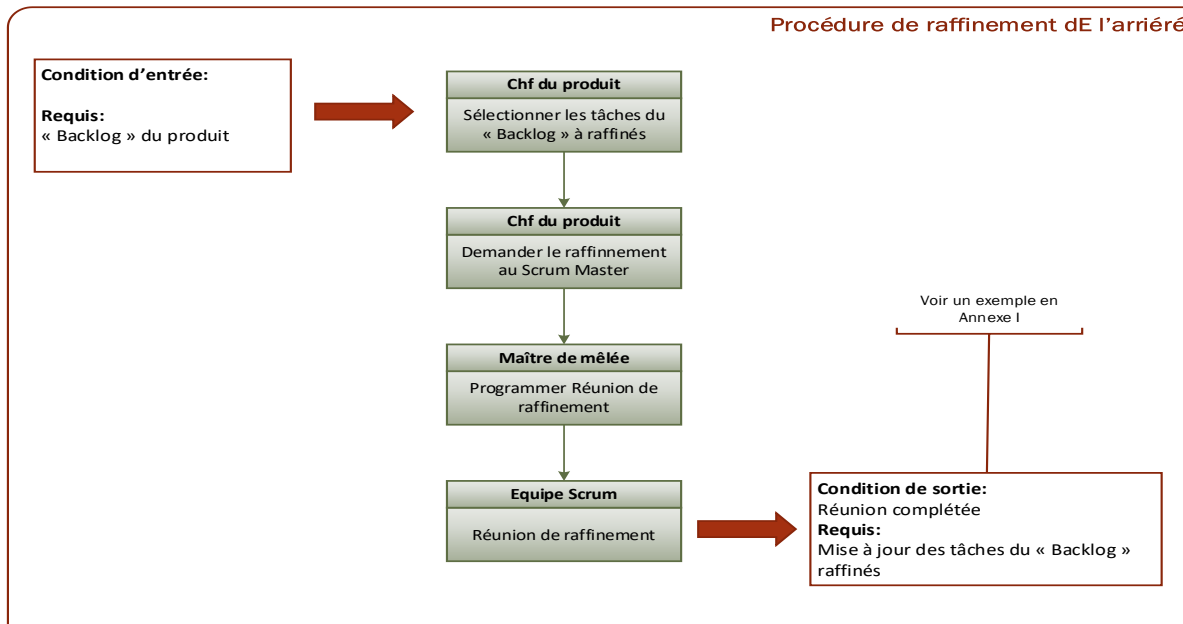 Procédure de raffinement dE l'arriéré
Condition d'entrée:
Requis:
« Backlog » du produit
Chf du produit
Sélectionner les tâches du
« Backlog » à raffinés
Chf du produit
Demander le raffinnement
au Scrum Master
Maître de mêlée
Programmer Réunion de
raffinement
Equipe Scrum
Réunion de raffinement
Voir un exemple en
Annexe I
Condition de sortie:
Réunion complétée
Requis:
Mise à jour des tâches du « Backlog »
raffinés